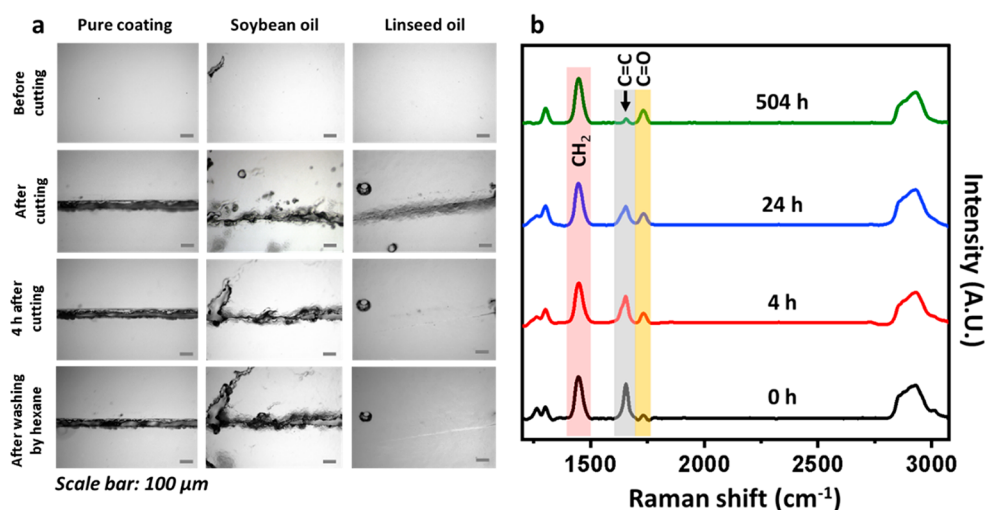 a
Pure coating
Soybean oil
Linseed oil
Before
cutting
After
cutting
4 h after
cutting
After washing
by hexane
Scale bar: 100 μm
b
C=C
C=O
CH2
504 h
24 h
4 h
0 h
Intensity (A.U.)
1500 2000 2500 3000
Raman shift (cm-1)